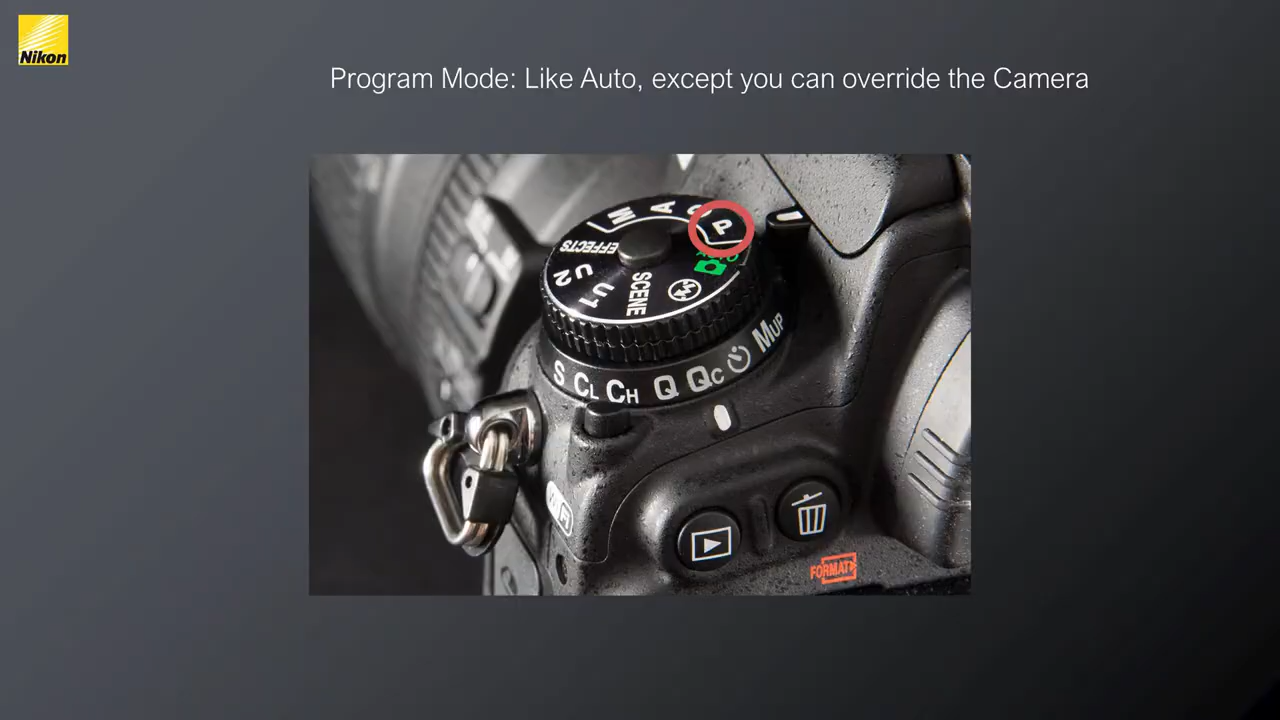 Nikon
Program Mode: Like Auto, except you can override the Camera
M A P
EFFECTS
U2
U1
SCENE
S CL CH Q QC MUP
FORMAT